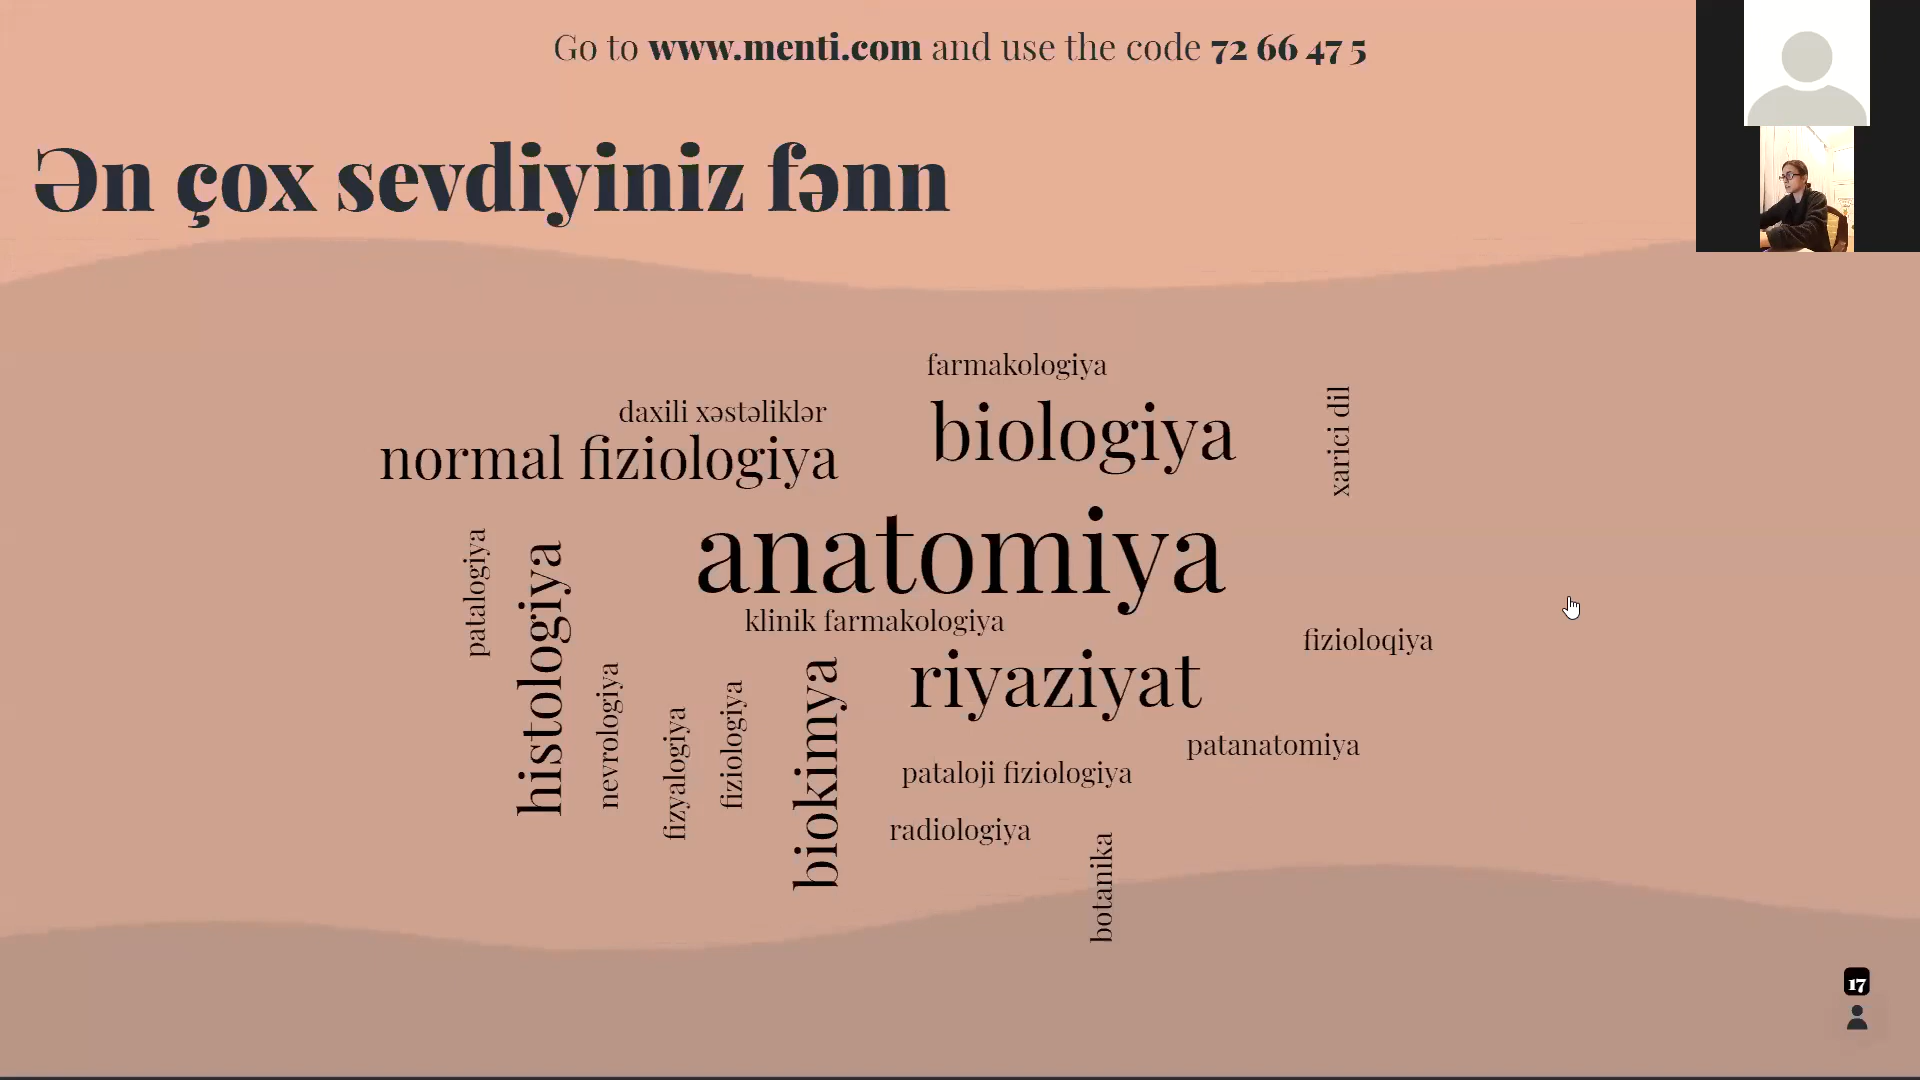 Go to www.menti.com and use the code 72 66 47 5
Ən çox sevdiyiniz fənn
farmakologiya
daxili xəstəliklər
biologiya
xarici dil
normal fiziologiya
anatomiya
patalogiya
histologiya
klinik farmakologiya
fizioloqiya
nevrologiya
fizyalogiya
fiziologiya
biokimya
riyaziyat
patanatomiya
pataloji fiziologiya
radiologiya
botanika
17